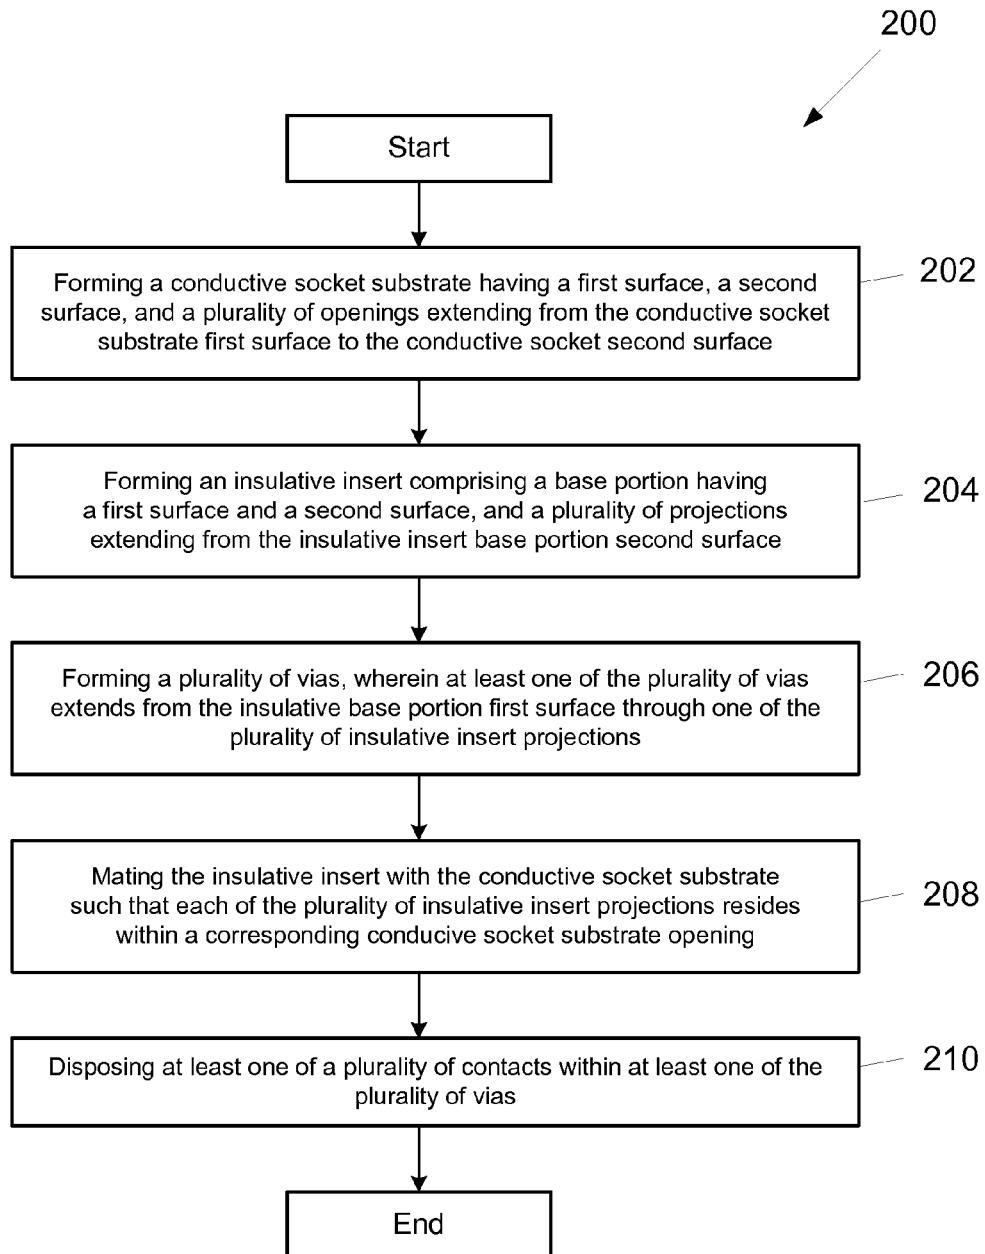 200
Start
Forming a conductive socket substrate having a first surface, a second
surface, and a plurality of openings extending from the conductive socket
substrate first surface to the conductive socket second surface
202
Forming an insulative insert comprising a base portion having
a first surface and a second surface, and a plurality of projections
extending from the insulative insert base portion second surface
204
Forming a plurality of vias, wherein at least one of the plurality of vias
extends from the insulative base portion first surface through one of the
plurality of insulative insert projections
206
Mating the insulative insert with the conductive socket substrate
such that each of the plurality of insulative insert projections resides
within a corresponding conducive socket substrate opening
208
Disposing at least one of a plurality of contacts within at least one of the
plurality of vias
210
End